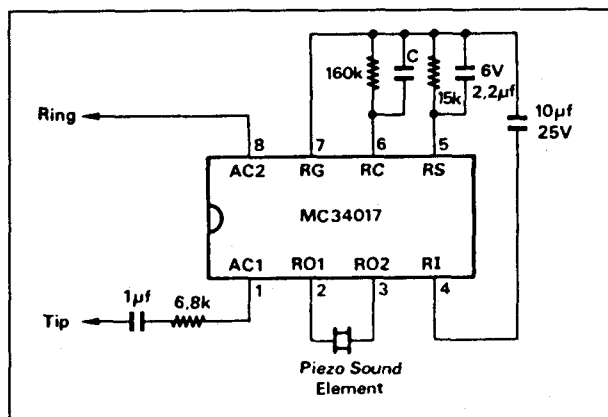 160k
C
15k
6V
2,2µf
10µf
25V
Ring
8
7
6
5
AC2
RG
RC
RS
MC34017
AC1
RO1
RO2
RI
1
2
3
4
1µf
6,8k
Tip
Piezo Sound
Element